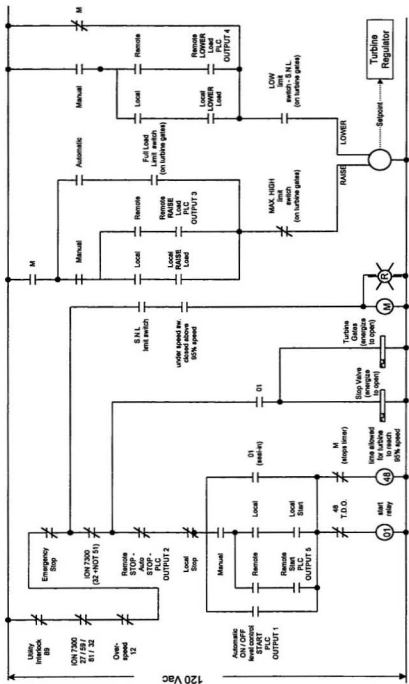 120 Vac
Utility
Interlock
89
ION 7300
27 / 59 /
81 / 32
Over-
speed
12
Emergency
Stop
ION 7300
(32 +NOT 51)
Remote
STOP -
Auto
STOP - PLC
OUTPUT 2
Local
Stop
Automatic
ON / OFF
level control
START
PLC
OUTPUT 1
Manual
Remote
Remote
Start
PLC
OUTPUT 5
Local
Local
Start
01
(seal-in)
48
T.D.O.
M
(stops timer)
01
start
relay
48
time allowed
for turbine
to reach
95% speed
01
Stop Valve
(energize
to open)
Turbine
Gates
(energize
to open)
S.N.L
limit switch
under speed sw.
closed above
95% speed
M
R
M
Manual
Automatic
Local
Local
RAISE
Load
Remote
Remote
RAISE
Load
PLC
OUTPUT 3
Full Load
Limit switch
(on turbine gates)
MAX. HIGH
limit
switch
(on turbine gates)
RAISE
M
Manual
Local
Local
LOWER
Load
Remote
Remote
LOWER
Load
PLC
OUTPUT 4
LOW
limit
switch - S.N.L
(on turbine gates)
LOWER
Setpoint
Turbine
Regulator